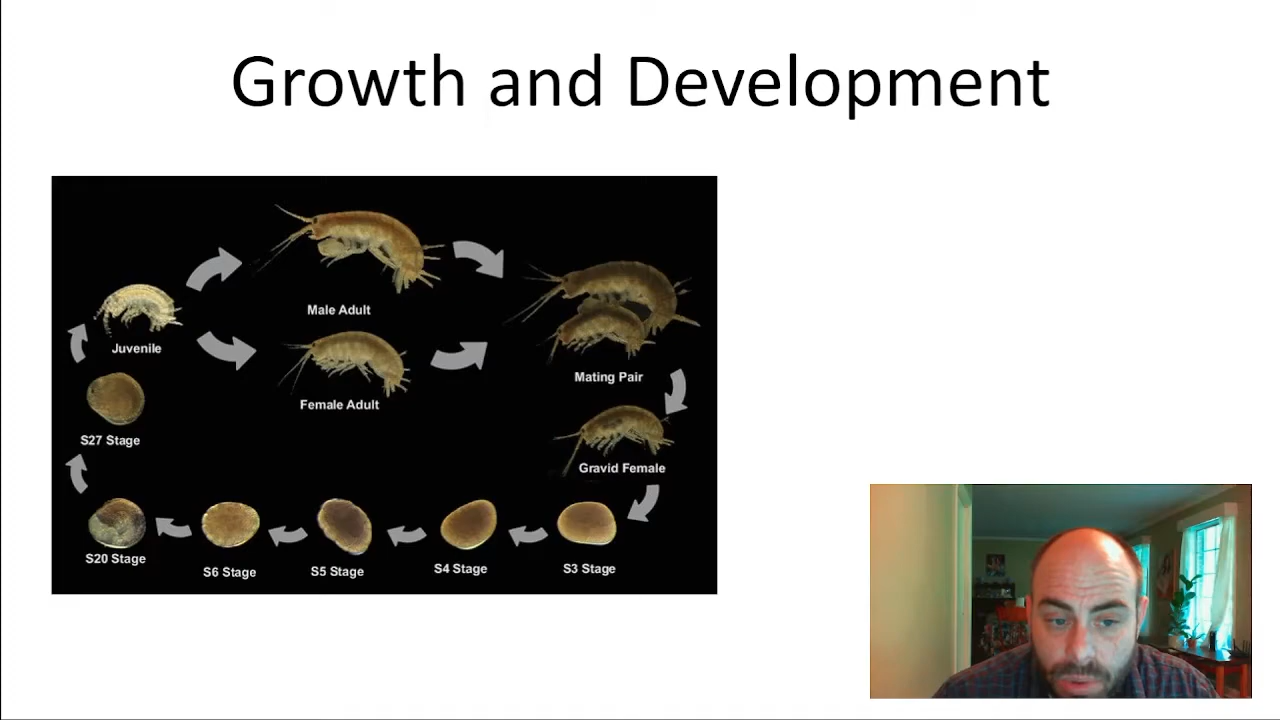 Growth and Development
Male Adult
Juvenile
Female Adult
Mating Pair
S27 Stage
Gravid Female
S20 Stage
S6 Stage
S5 Stage
S4 Stage
S3 Stage